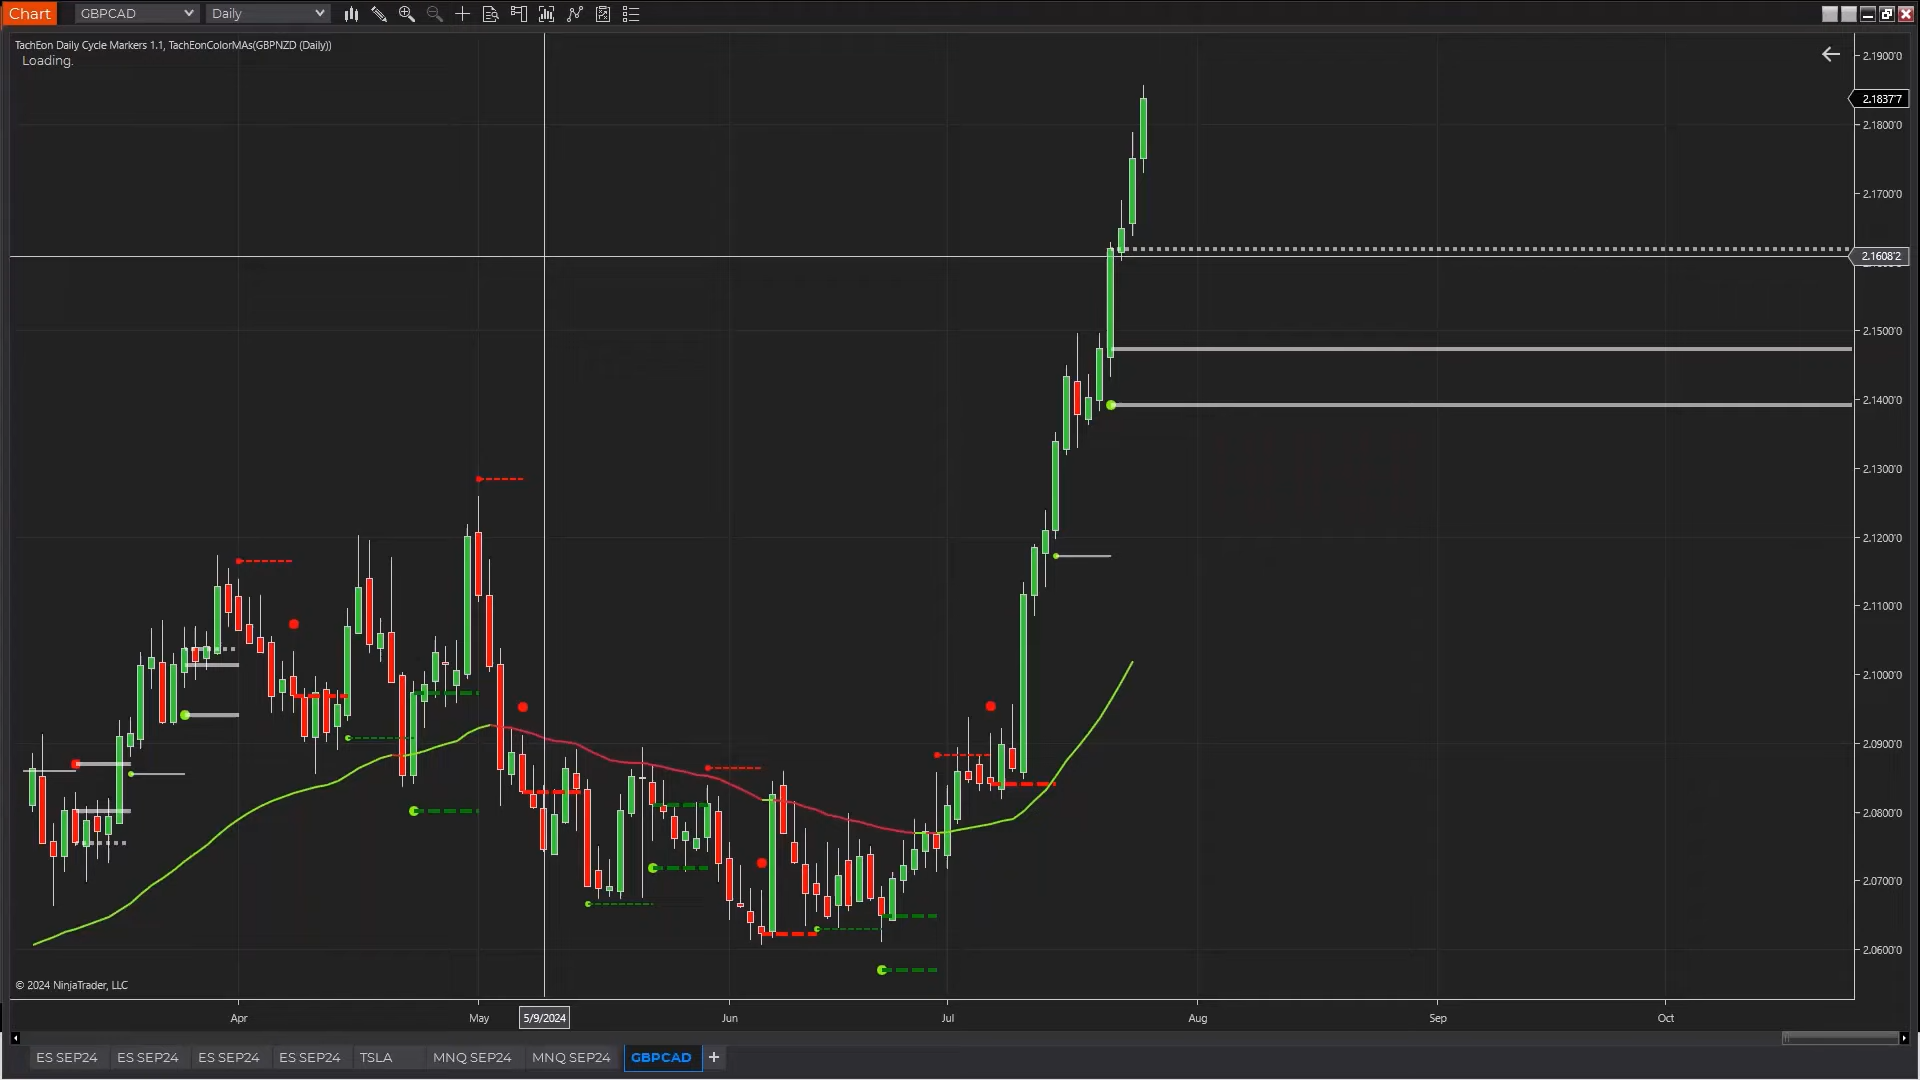 Chart GBPCAD Daily
TachEon Daily Cycle Markers 1.1, TachEonColorMAs(GBPNZD (Daily))
Loading.
2.1900'0
2.1837'7
2.1800'0
2.1700'0
2.1608'2
2.1500'0
2.1400'0
2.1300'0
2.1200'0
2.1100'0
2.1000'0
2.0900'0
2.0800'0
2.0700'0
2.0600'0
© 2024 NinjaTrader, LLC
Apr May 5/9/2024 Jun Jul Aug Sep Oct
ES SEP24 ES SEP24 ES SEP24 ES SEP24 TSLA MNQ SEP24 MNQ SEP24 GBPCAD +